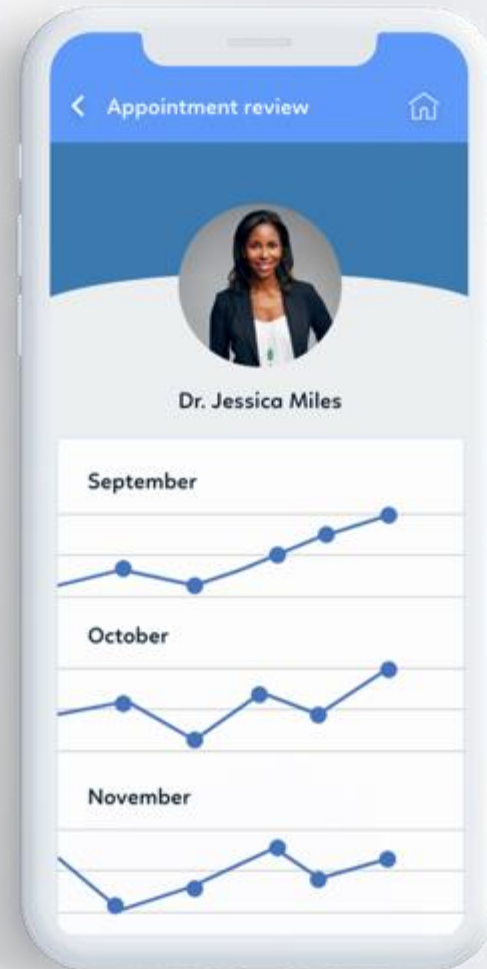 Appointment review
Dr. Jessica Miles
September
October
November